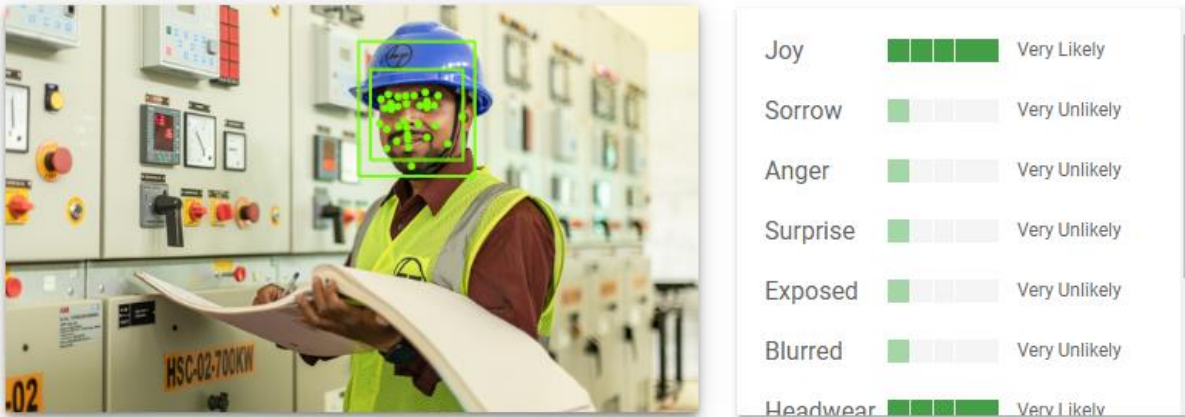 HSC-02-700KW
-02
ABB
Joy
Very Likely
Sorrow
Very Unlikely
Anger
Very Unlikely
Surprise
Very Unlikely
Exposed
Very Unlikely
Blurred
Very Unlikely
Headwear
Very Likely